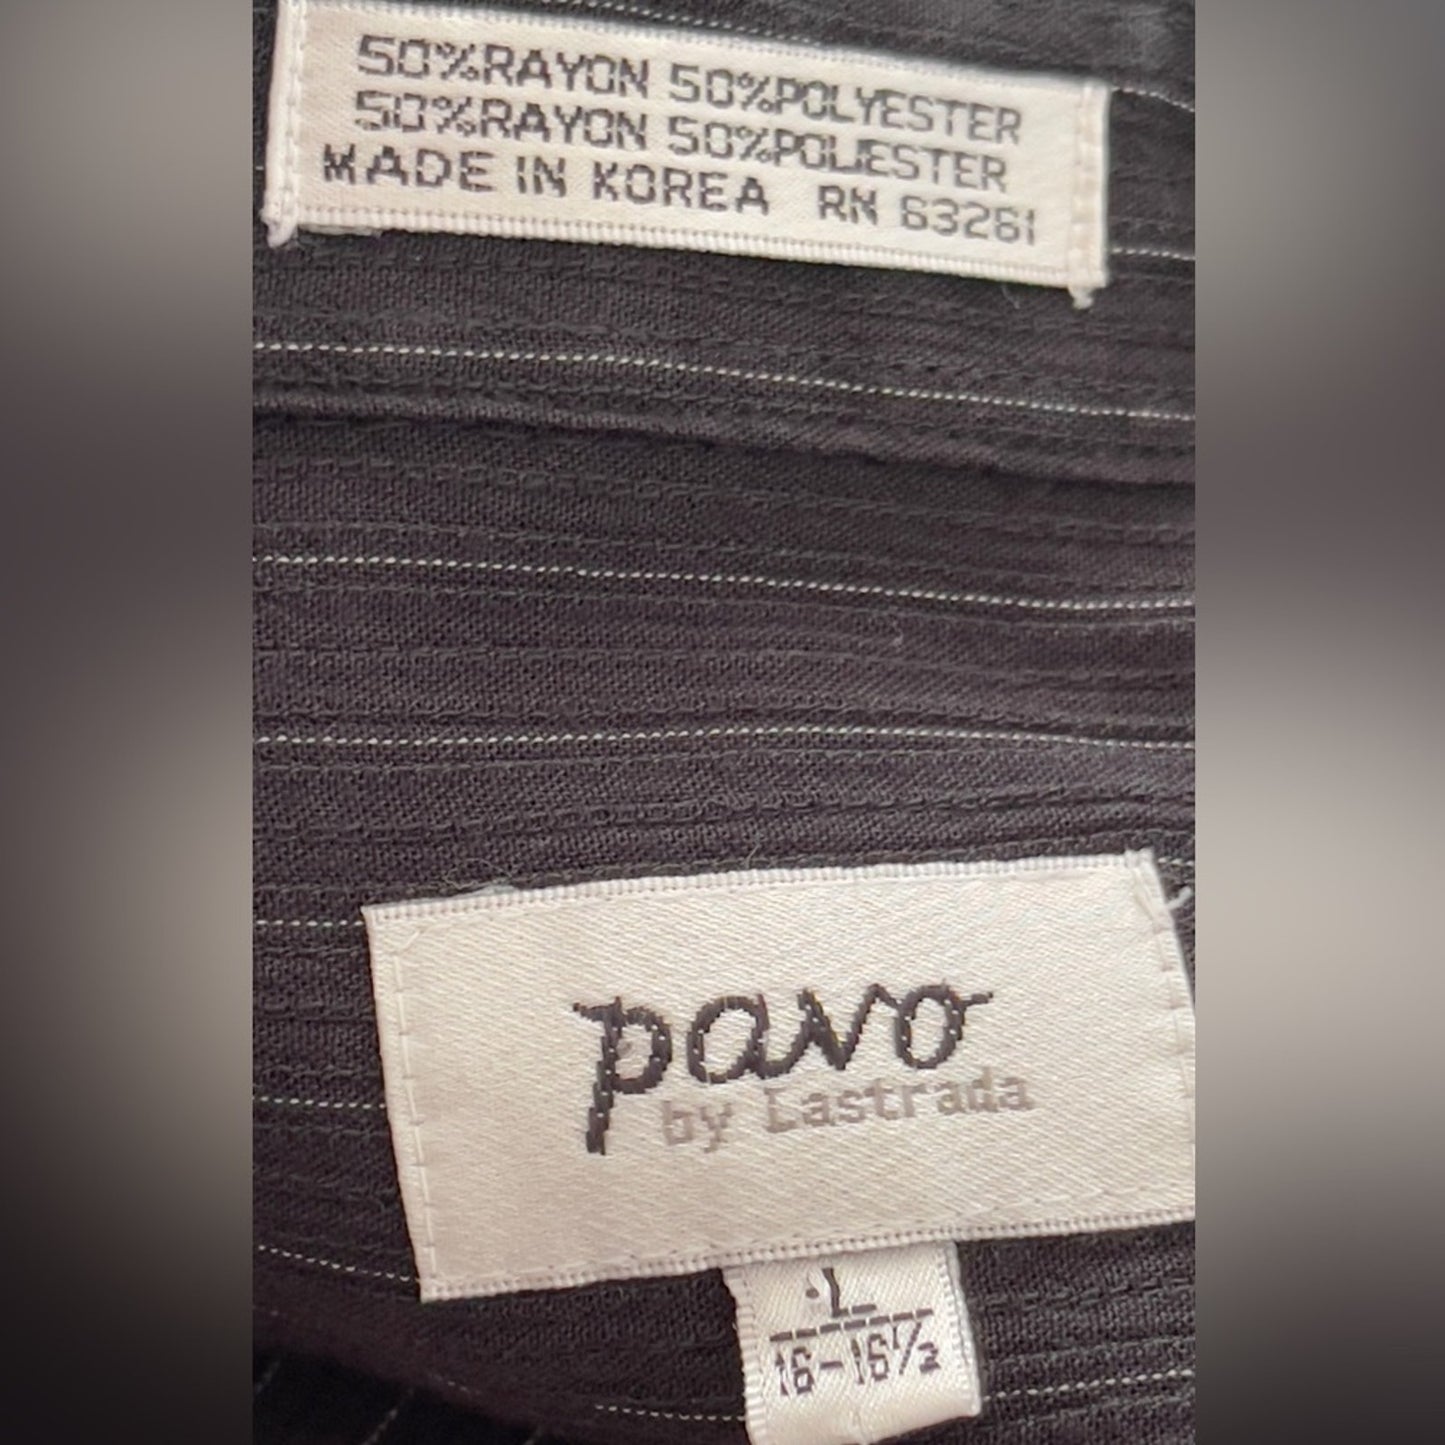 50%RAYON 50%POLYESTER
50%RAYON 50%POLIESTER
MADE IN KOREA RN 63261
pavo
by Lastrada
L
16-16½